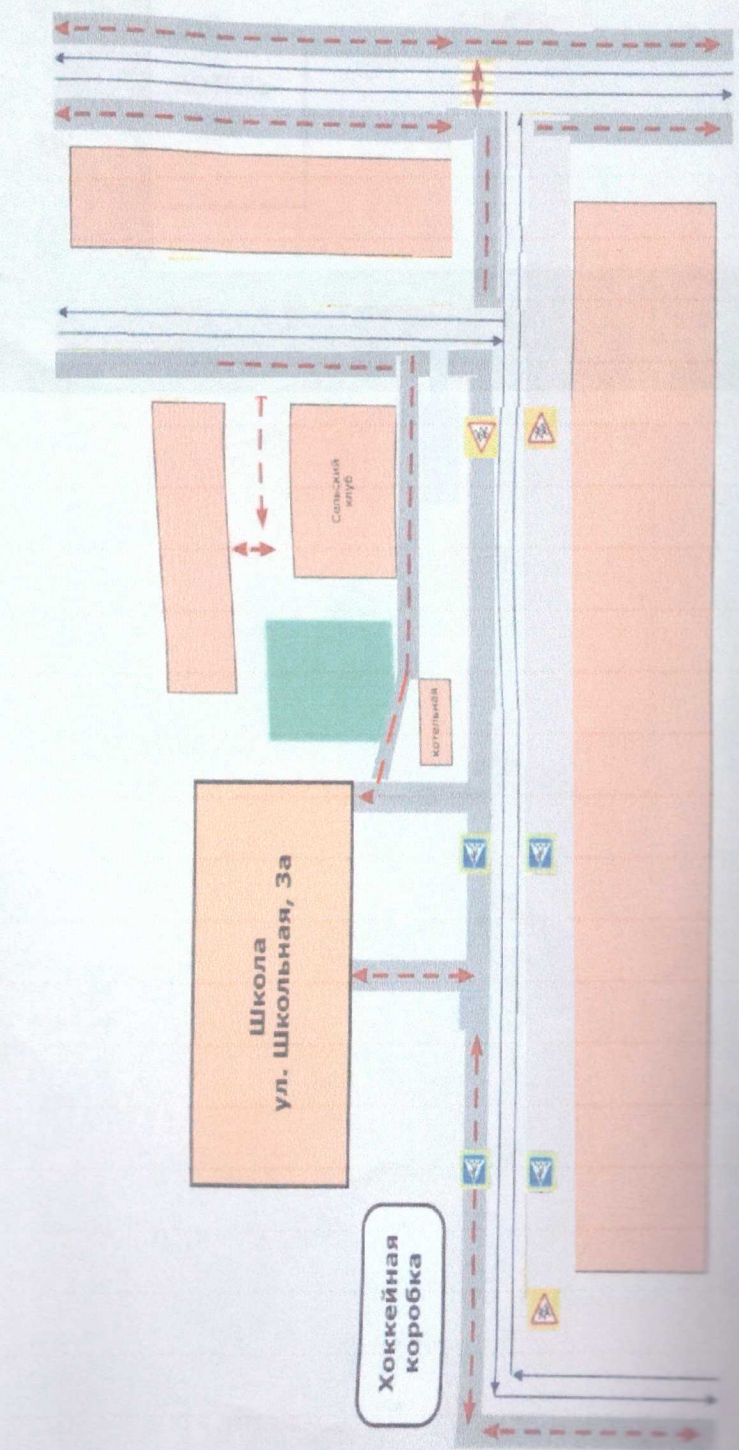 Сельский
клуб
котельная
Школа
ул. Школьная, 3а
Хоккейная
коробка